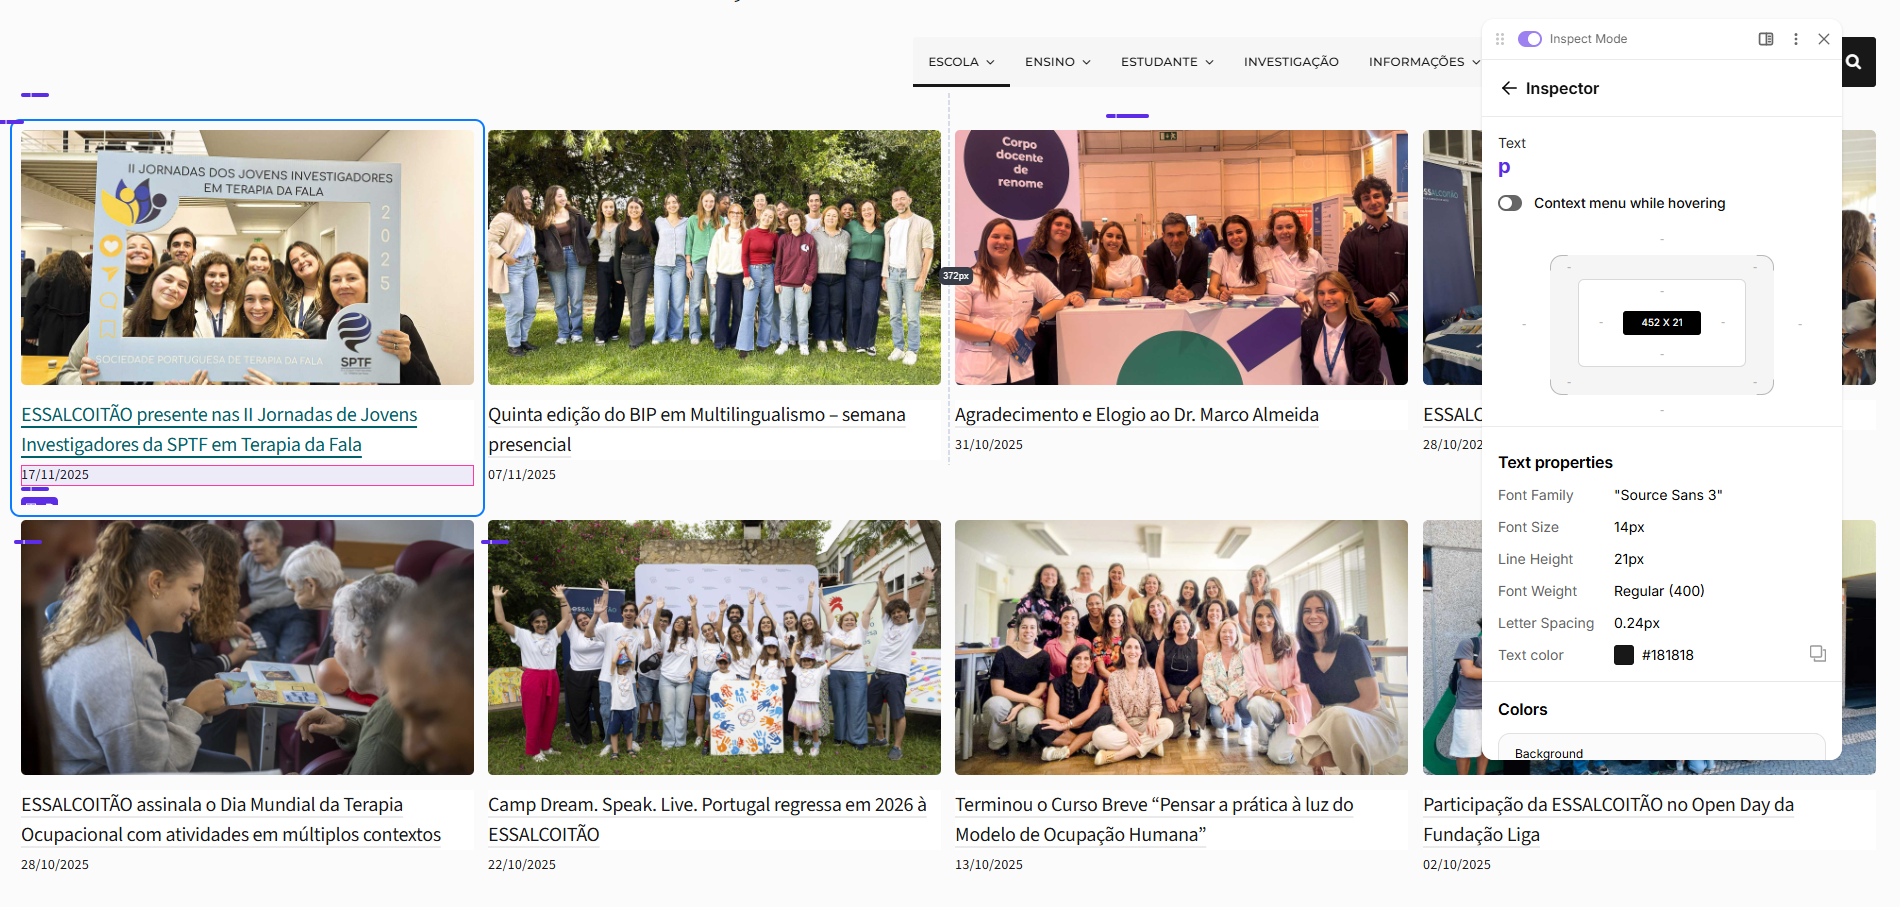 ESCOLA
ENSINO
ESTUDANTE
INVESTIGAÇÃO
INFORMAÇÕES
Inspect Mode
Inspector
Text
p
Context menu while hovering
452 X 21
Text properties
Font Family "Source Sans 3"
Font Size 14px
Line Height 21px
Font Weight Regular (400)
Letter Spacing 0.24px
Text color #181818
Colors
Background
372px
II JORNADAS DOS JOVENS INVESTIGADORES
EM TERAPIA DA FALA
2025
SPTF
SOCIEDADE PORTUGUESA DE TERAPIA DA FALA
ESSALCOITÃO presente nas II Jornadas de Jovens
Investigadores da SPTF em Terapia da Fala
17/11/2025
Quinta edição do BIP em Multilingualismo – semana
presencial
07/11/2025
Corpo
docente
de
renome
Agradecimento e Elogio ao Dr. Marco Almeida
31/10/2025
ESSALC
28/10/202
ESSALCOITÃO assinala o Dia Mundial da Terapia
Ocupacional com atividades em múltiplos contextos
28/10/2025
Camp Dream. Speak. Live. Portugal regressa em 2026 à
ESSALCOITÃO
22/10/2025
Terminou o Curso Breve “Pensar a prática à luz do
Modelo de Ocupação Humana”
13/10/2025
Participação da ESSALCOITÃO no Open Day da
Fundação Liga
02/10/2025